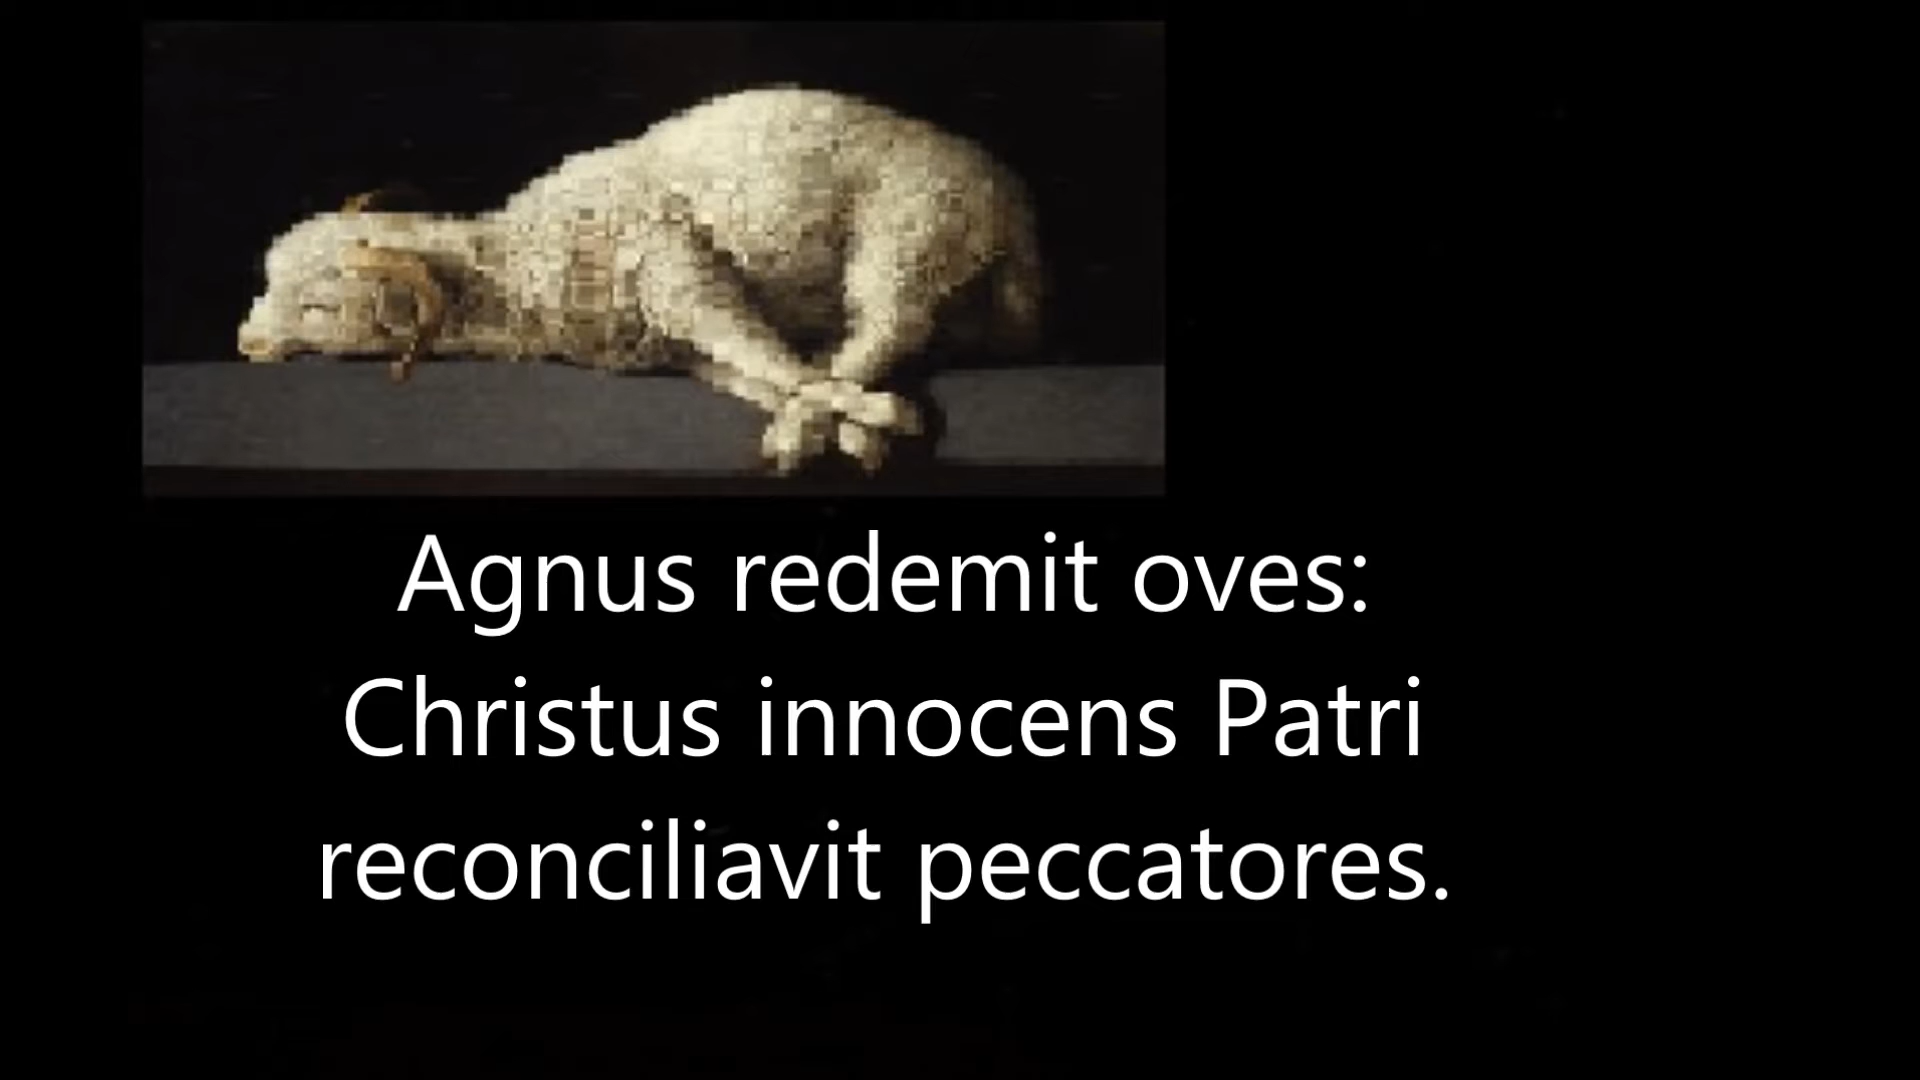 Agnus redemit oves:
Christus innocens Patri
reconciliavit peccatores.